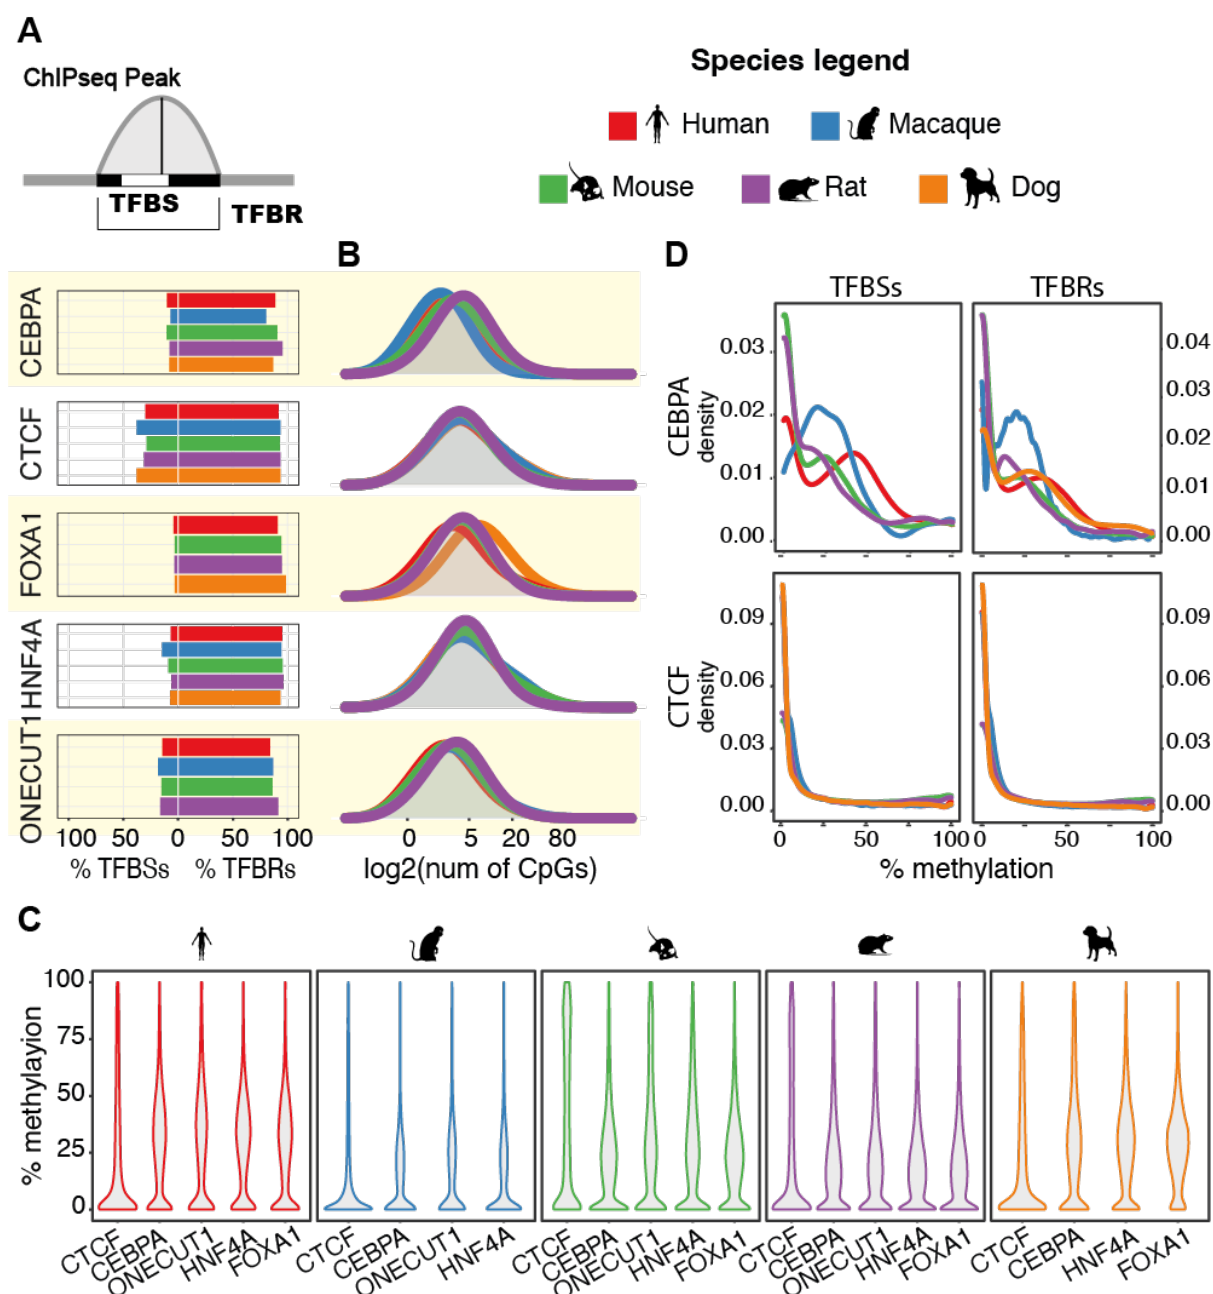 A
ChIPseq Peak
TFBS
TFBR
Species legend
Human
Macaque
Mouse
Rat
Dog
B
D
CEBPA
CTCF
FOXA1
HNF4A
ONECUT1
100 50 0 50 100
% TFBSs % TFBRs
0 5 20 80
log2(num of CpGs)
TFBSs
TFBRs
CEBPA
density
0.03
0.02
0.01
0.00
0.04
0.03
0.02
0.01
0.00
CTCF
density
0.09
0.06
0.03
0.00
0.09
0.06
0.03
0.00
0 50 100
0 50 100
% methylation
C
% methylayion
100
75
50
25
0
CTCF CEBPA ONECUT1 HNF4A FOXA1
CTCF CEBPA ONECUT1 HNF4A
CTCF CEBPA ONECUT1 HNF4A FOXA1
CTCF CEBPA ONECUT1 HNF4A FOXA1
CTCF CEBPA HNF4A FOXA1